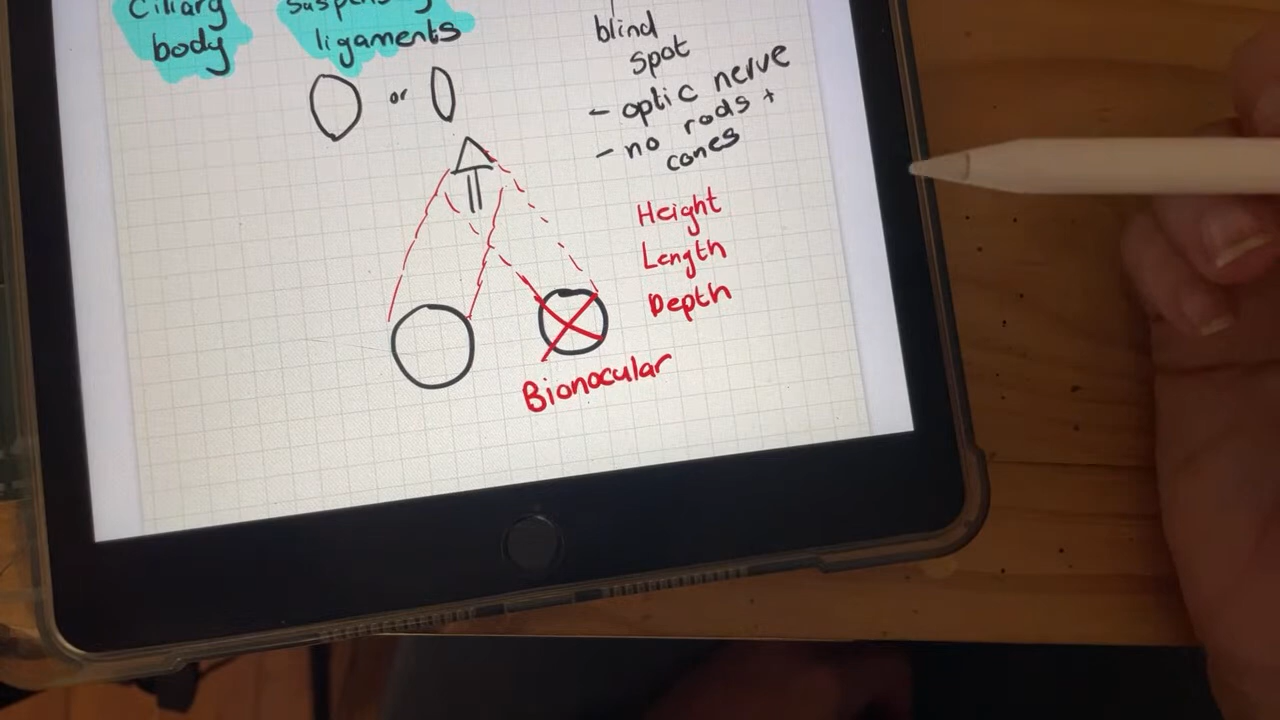 Ciliary
body
ligaments
or
blind
spot
- optic nerve
- no rods +
cones
Height
Length
Depth
Bionocular